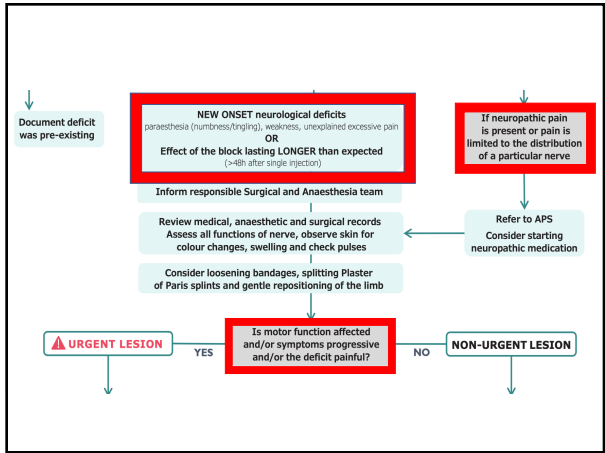 Document deficit
was pre-existing
NEW ONSET neurological deficits
paraesthesia (numbness/tingling), weakness, unexplained excessive pain
OR
Effect of the block lasting LONGER than expected
(>48h after single injection)
If neuropathic pain
is present or pain is
limited to the distribution
of a particular nerve
Inform responsible Surgical and Anaesthesia team
Review medical, anaesthetic and surgical records
Assess all functions of nerve, observe skin for
colour changes, swelling and check pulses
Refer to APS
Consider starting
neuropathic medication
Consider loosening bandages, splitting Plaster
of Paris splints and gentle repositioning of the limb
Is motor function affected
and/or symptoms progressive
and/or the deficit painful?
URGENT LESION
YES
NO
NON-URGENT LESION